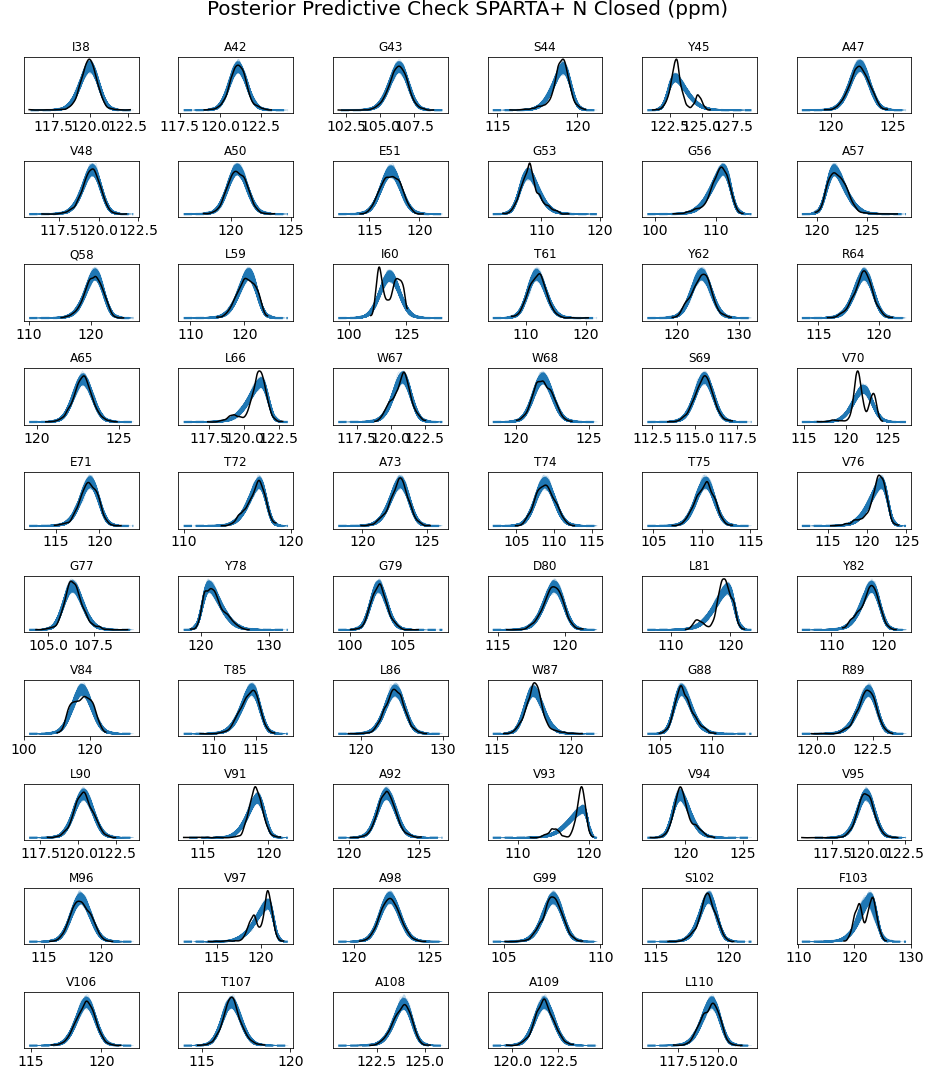 Posterior Predictive Check SPARTA+ N Closed (ppm)
I38 A42 G43 S44 Y45 A47
117.5 120.0 122.5 117.5 120.0 122.5 102.5 105.0 107.5 115 120 122.5 125.0 127.5 120 125
V48 A50 E51 G53 G56 A57
117.5 120.0 122.5 120 125 115 120 110 120 100 110 120 125
Q58 L59 I60 T61 Y62 R64
110 120 110 120 100 125 110 120 120 130 115 120
A65 L66 W67 W68 S69 V70
120 125 117.5 120.0 122.5 117.5 120.0 122.5 120 125 112.5 115.0 117.5 115 120 125
E71 T72 A73 T74 T75 V76
115 120 110 120 120 125 105 110 115 105 110 115 115 120 125
G77 Y78 G79 D80 L81 Y82
105.0 107.5 120 130 100 105 115 120 110 120 110 120
V84 T85 L86 W87 G88 R89
100 120 110 115 120 130 115 120 105 110 120.0 122.5
L90 V91 A92 V93 V94 V95
117.5 120.0 122.5 115 120 120 125 110 120 120 125 117.5 120.0 122.5
M96 V97 A98 G99 S102 F103
115 120 115 120 120 125 105 110 115 120 110 120 130
V106 T107 A108 A109 L110
115 120 115 120 122.5 125.0 120.0 122.5 117.5 120.0